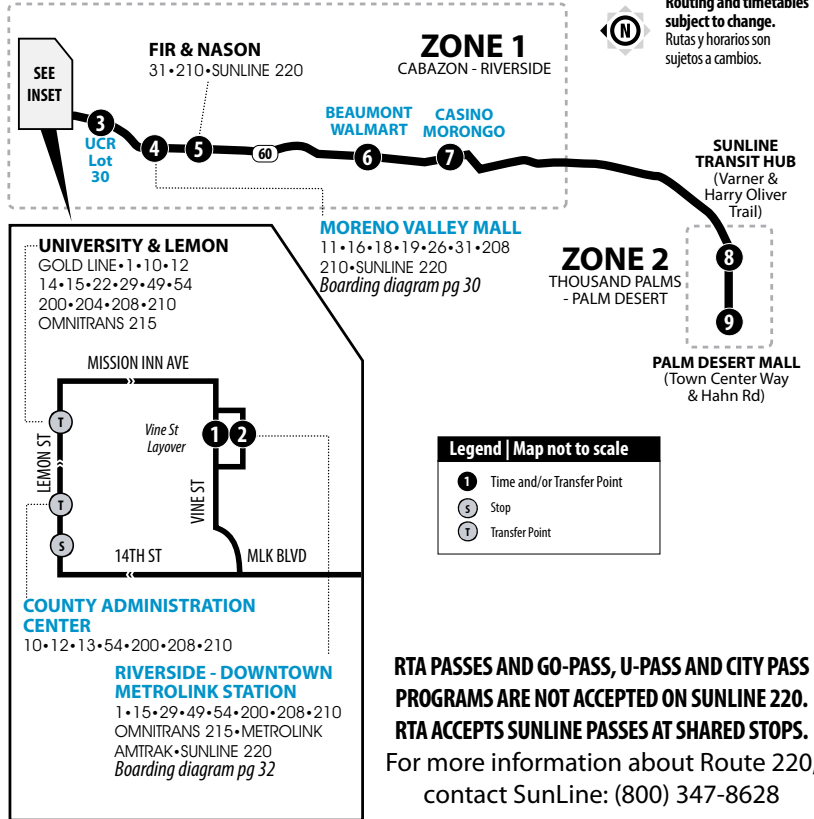 Routing and timetables
subject to change.
Rutas y horarios son
sujetos a cambios.
N
ZONE 1
CABAZON - RIVERSIDE
FIR & NASON
31•210•SUNLINE 220
SEE
INSET
3
UCR
Lot
30
4
5
60
BEAUMONT
WALMART
6
CASINO
MORONGO
7
SUNLINE
TRANSIT HUB
(Varner &
Harry Oliver
Trail)
8
9
MORENO VALLEY MALL
11•16•18•19•26•31•208
210•SUNLINE 220
Boarding diagram pg 30
ZONE 2
THOUSAND PALMS
- PALM DESERT
PALM DESERT MALL
(Town Center Way
& Hahn Rd)
UNIVERSITY & LEMON
GOLD LINE•1•10•12
14•15•22•29•49•54
200•204•208•210
OMNITRANS 215
MISSION INN AVE
T
LEMON ST
Vine St
Layover
1
2
VINE ST
T
S
14TH ST
MLK BLVD
COUNTY ADMINISTRATION
CENTER
10•12•13•54•200•208•210
RIVERSIDE - DOWNTOWN
METROLINK STATION
1•15•29•49•54•200•208•210
OMNITRANS 215•METROLINK
AMTRAK•SUNLINE 220
Boarding diagram pg 32
Legend | Map not to scale
1 Time and/or Transfer Point
S Stop
T Transfer Point
RTA PASSES AND GO-PASS, U-PASS AND CITY PASS
PROGRAMS ARE NOT ACCEPTED ON SUNLINE 220.
RTA ACCEPTS SUNLINE PASSES AT SHARED STOPS.
For more information about Route 220,
contact SunLine: (800) 347-8628